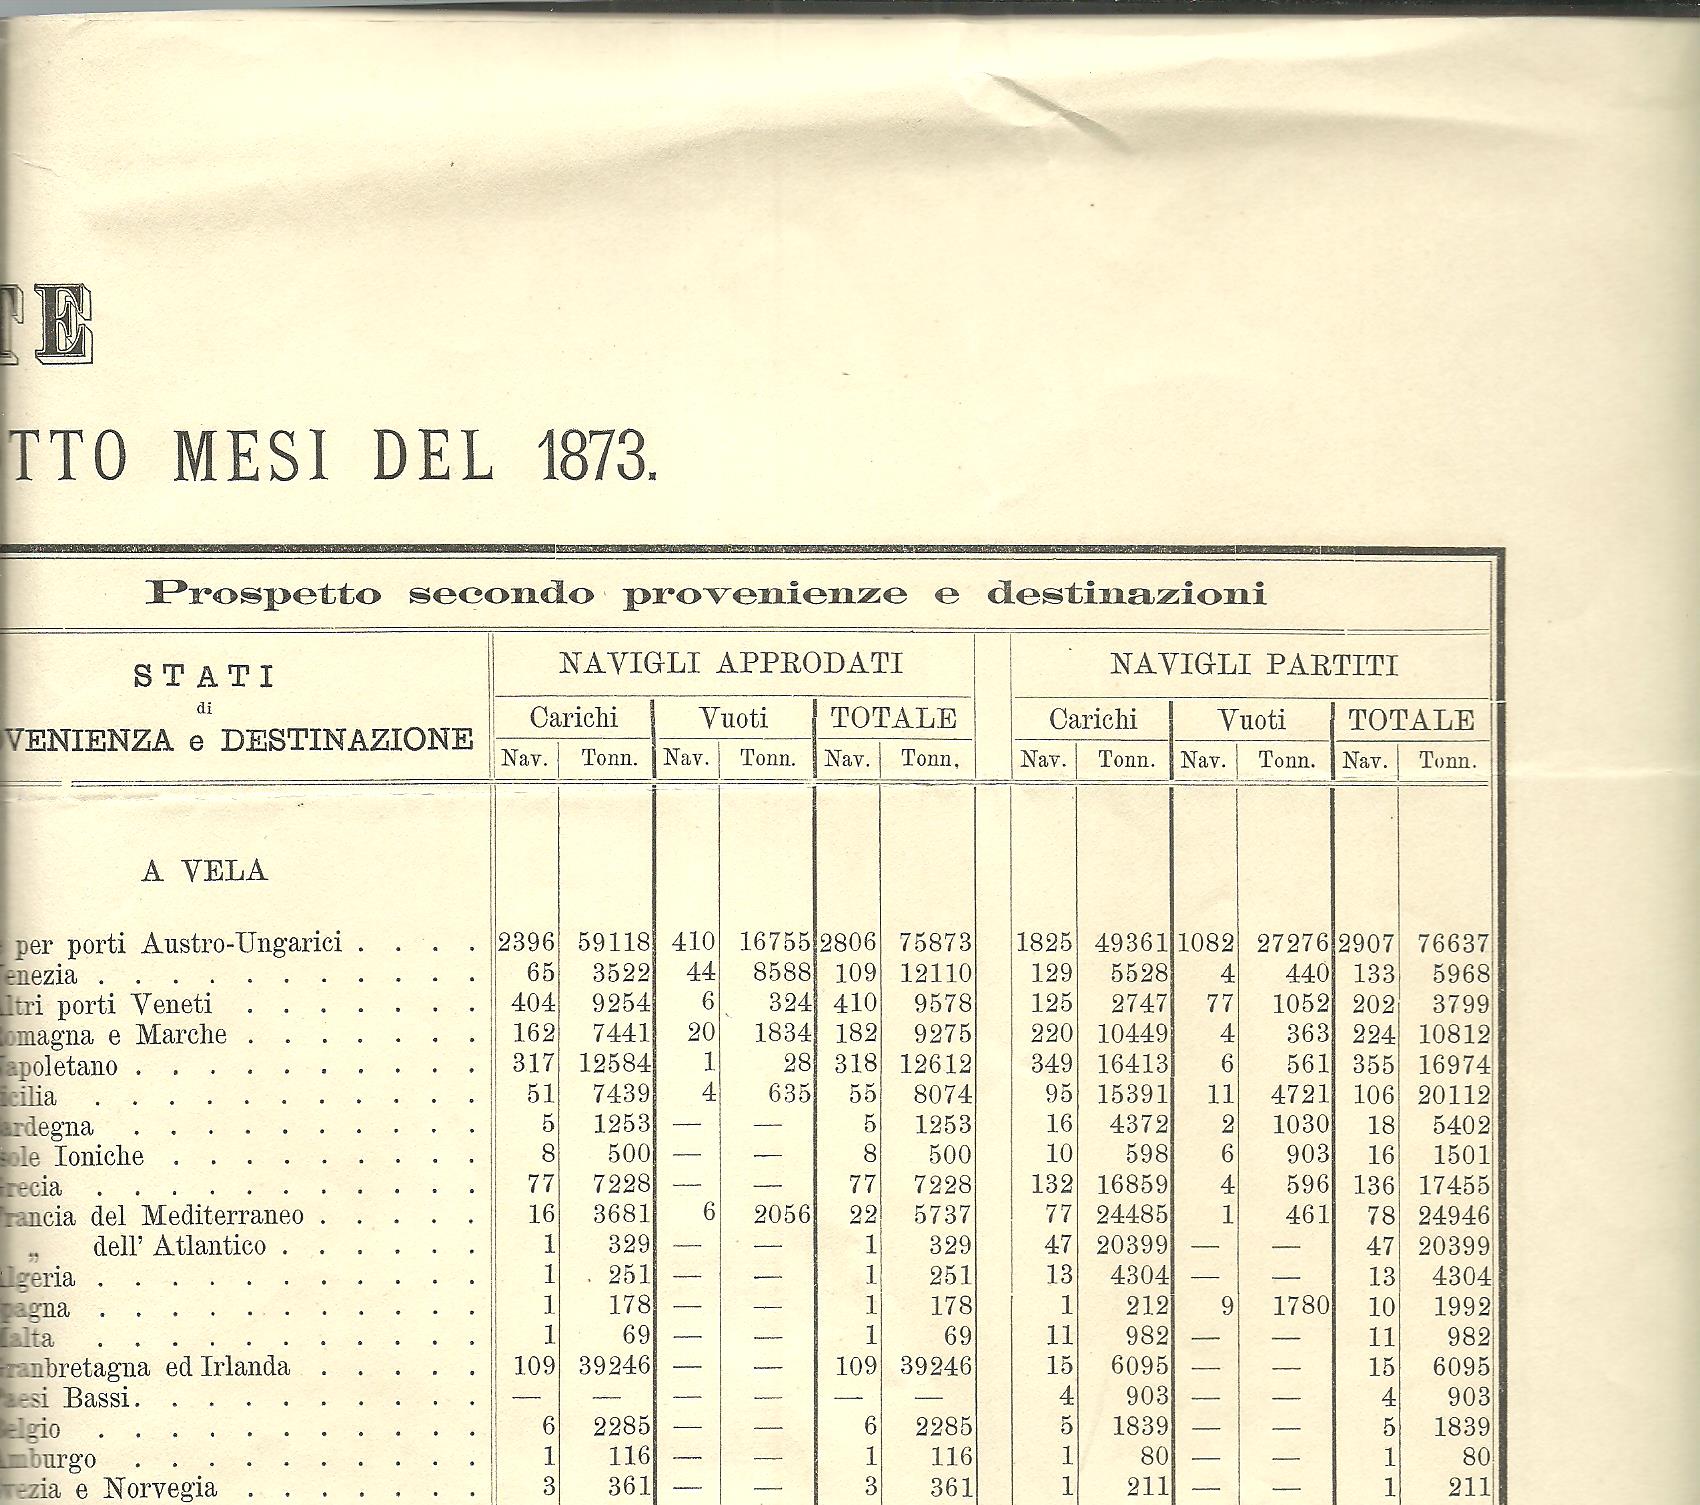 TE
TTO MESI DEL 1873.
Prospetto secondo provenienze e destinazioni
STATI
di
VENIENZA e DESTINAZIONE
NAVIGLI APPRODATI NAVIGLI PARTITI
Carichi Vuoti TOTALE Carichi Vuoti TOTALE
Nav. Tonn. Nav. Tonn. Nav. Tonn. Nav. Tonn. Nav. Tonn. Nav. Tonn.
A VELA
per porti Austro-Ungarici . . . . 2396 59118 410 16755 2806 75873 1825 49361 1082 27276 2907 76637
enezia . . . . . . . . . . . 65 3522 44 8588 109 12110 129 5528 4 440 133 5968
ltri porti Veneti . . . . . . . 404 9254 6 324 410 9578 125 2747 77 1052 202 3799
omagna e Marche . . . . . . . 162 7441 20 1834 182 9275 220 10449 4 363 224 10812
apoletano . . . . . . . . . . 317 12584 1 28 318 12612 349 16413 6 561 355 16974
icilia . . . . . . . . . . . 51 7439 4 635 55 8074 95 15391 11 4721 106 20112
ardegna . . . . . . . . . . 5 1253 — — 5 1253 16 4372 2 1030 18 5402
sole Ioniche . . . . . . . . . 8 500 — — 8 500 10 598 6 903 16 1501
recia . . . . . . . . . . . 77 7228 — — 77 7228 132 16859 4 596 136 17455
rancia del Mediterraneo . . . . . 16 3681 6 2056 22 5737 77 24485 1 461 78 24946
„ dell' Atlantico . . . . . . 1 329 — — 1 329 47 20399 — — 47 20399
lgeria . . . . . . . . . . . 1 251 — — 1 251 13 4304 — — 13 4304
pagna . . . . . . . . . . . 1 178 — — 1 178 1 212 9 1780 10 1992
alta . . . . . . . . . . . 1 69 — — 1 69 11 982 — — 11 982
ranbretagna ed Irlanda . . . . . 109 39246 — — 109 39246 15 6095 — — 15 6095
aesi Bassi. . . . . . . . . . — — — — — — 4 903 — — 4 903
elgio . . . . . . . . . . . 6 2285 — — 6 2285 5 1839 — — 5 1839
mburgo . . . . . . . . . . 1 116 — — 1 116 1 80 — — 1 80
vezia e Norvegia . . . . . . . 3 361 — — 3 361 1 211 — — 1 211